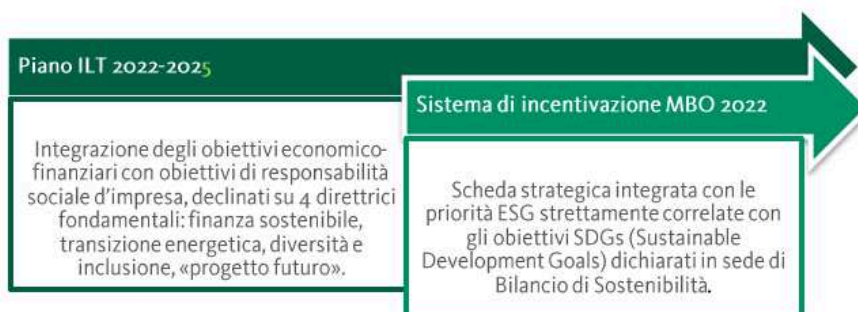 Piano ILT 2022-2025
Integrazione degli obiettivi economico-
finanziari con obiettivi di responsabilità
sociale d'impresa, declinati su 4 direttrici
fondamentali: finanza sostenibile,
transizione energetica, diversità e
inclusione, «progetto futuro».
Sistema di incentivazione MBO 2022
Scheda strategica integrata con le
priorità ESG strettamente correlate con
gli obiettivi SDGs (Sustainable
Development Goals) dichiarati in sede di
Bilancio di Sostenibilità.